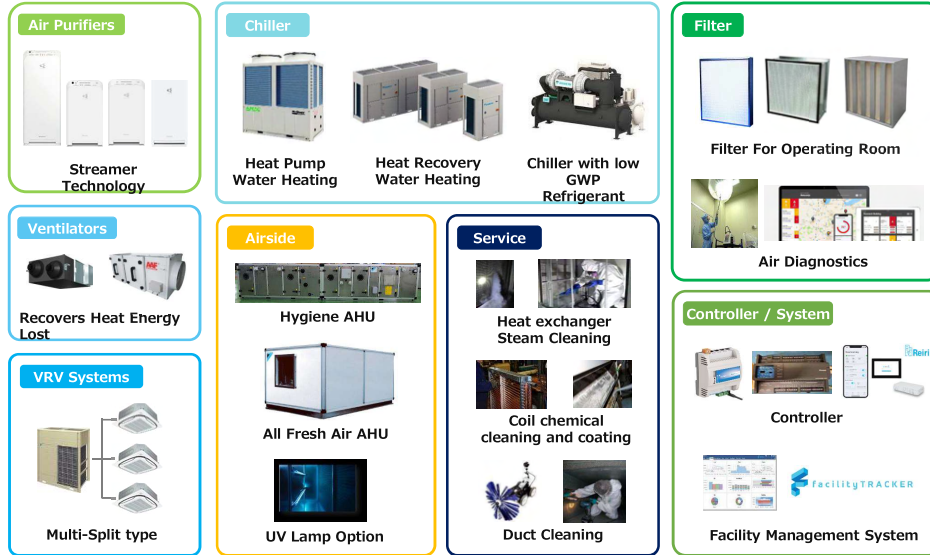 Air Purifiers
Streamer
Technology
Ventilators
AAF
Recovers Heat Energy
Lost
VRV Systems
Multi-Split type
Chiller
Heat Pump
Water Heating
Heat Recovery
Water Heating
Chiller with low
GWP
Refrigerant
Airside
Hygiene AHU
All Fresh Air AHU
UV Lamp Option
Service
Heat exchanger
Steam Cleaning
Coil chemical
cleaning and coating
Duct Cleaning
Filter
Filter For Operating Room
Air Diagnostics
Controller / System
Reiri
Controller
facilityTRACKER
Facility Management System